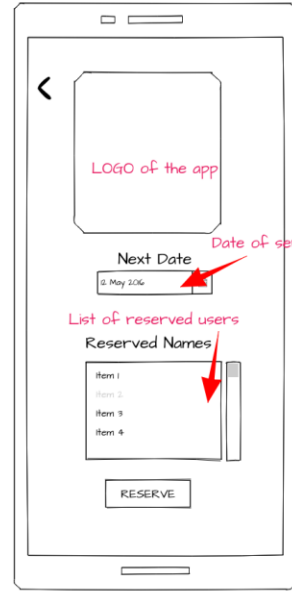 LOGO of the app
Next Date
Date of se
12 May 2016
List of reserved users
Reserved Names
Item 1
Item 2
Item 3
Item 4
RESERVE